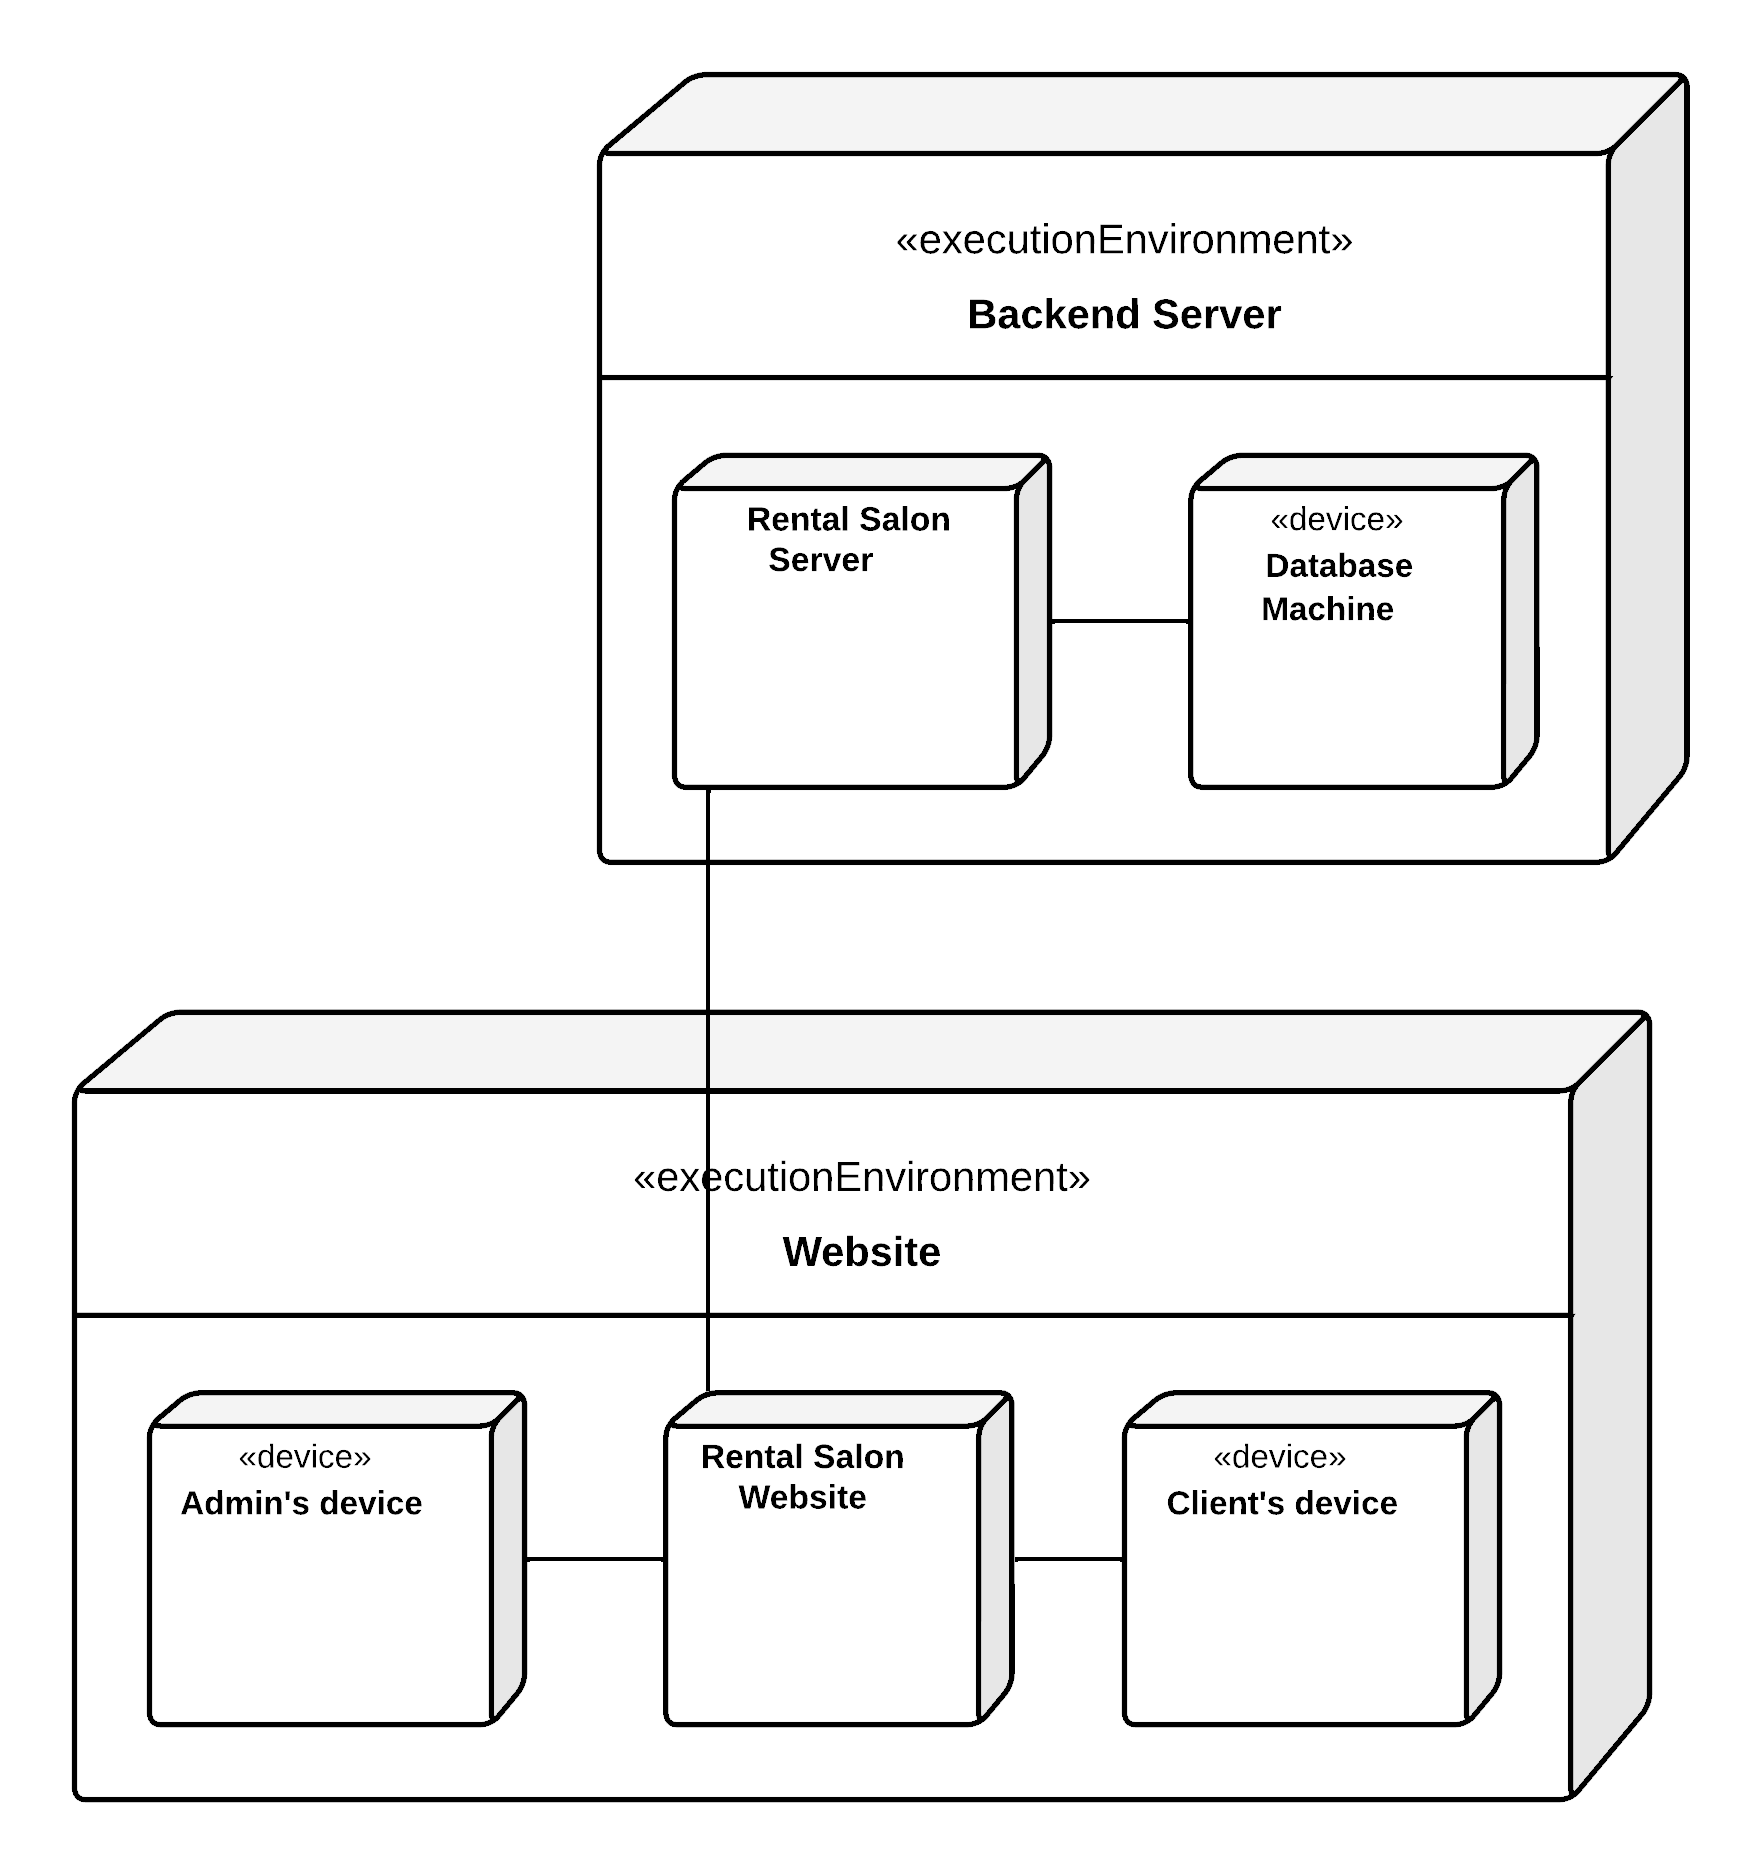 «executionEnvironment»
Backend Server
Rental Salon
Server
«device»
Database
Machine
«executionEnvironment»
Website
«device»
Admin's device
Rental Salon
Website
«device»
Client's device